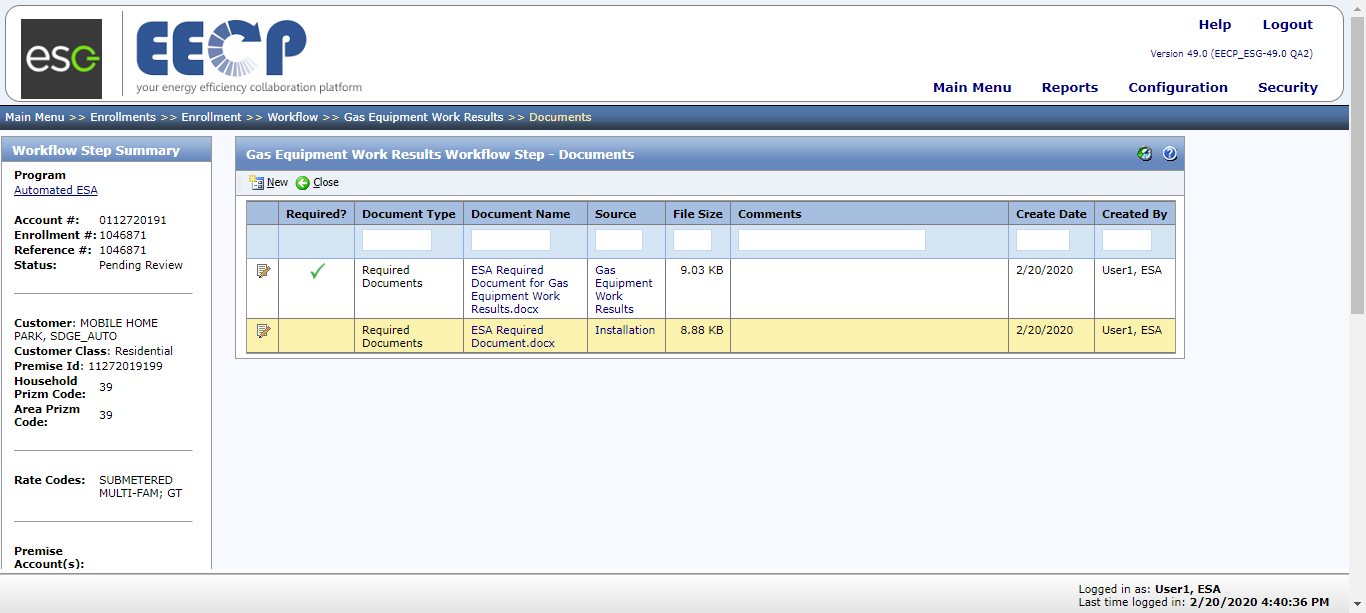 esg
EECP
your energy efficiency collaboration platform
Help Logout
Version 49.0 (EECP_ESG-49.0 QA2)
Main Menu Reports Configuration Security
Main Menu >> Enrollments >> Enrollment >> Workflow >> Gas Equipment Work Results >> Documents
Workflow Step Summary
Program
Automated ESA
Account #: 0112720191
Enrollment #: 1046871
Reference #: 1046871
Status: Pending Review
Customer: MOBILE HOME
PARK, SDGE_AUTO
Customer Class: Residential
Premise Id: 11272019199
Household
Prizm Code: 39
Area Prizm
Code: 39
Rate Codes: SUBMETERED
MULTI-FAM; GT
Premise
Account(s):
Gas Equipment Work Results Workflow Step - Documents
New Close
Required? Document Type Document Name Source File Size Comments Create Date Created By
Required ESA Required Gas 9.03 KB 2/20/2020 User1, ESA
Documents Document for Gas Equipment
Equipment Work Work
Results.docx Results
Required ESA Required Installation 8.88 KB 2/20/2020 User1, ESA
Documents Document.docx
Logged in as: User1, ESA
Last time logged in: 2/20/2020 4:40:36 PM